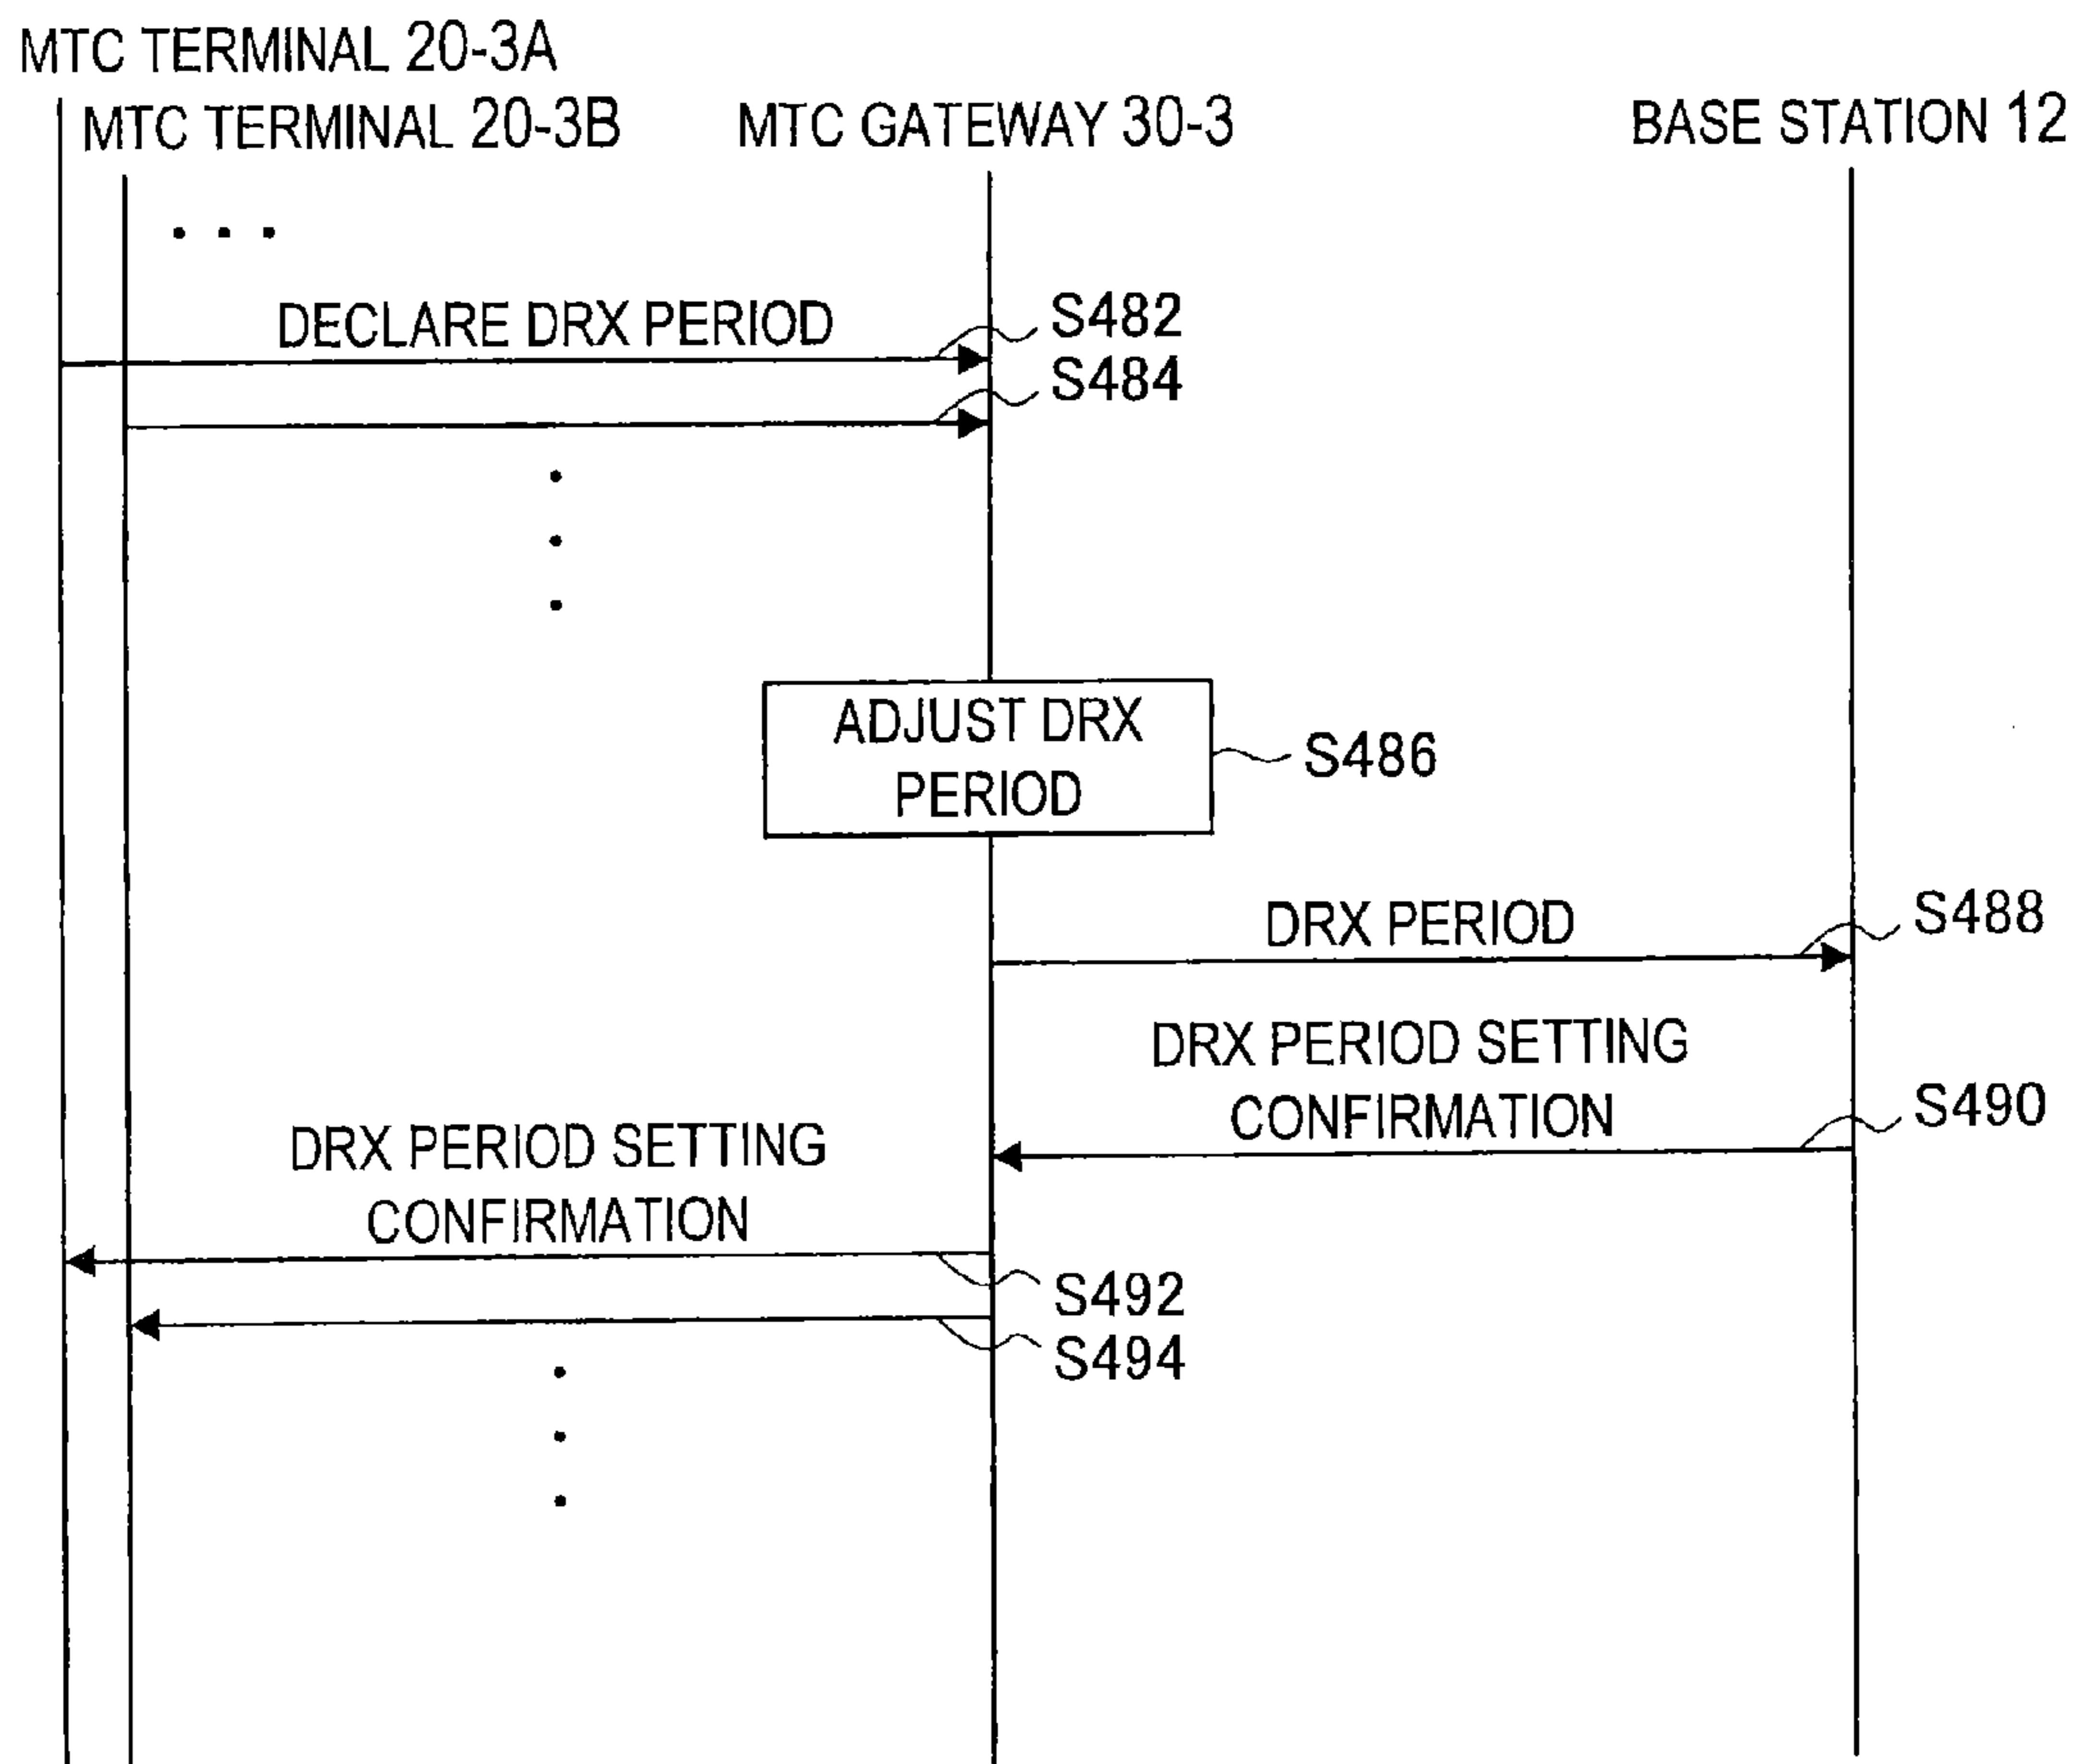 MTC TERMINAL 20-3A
MTC TERMINAL 20-3B
MTC GATEWAY 30-3
BASE STATION 12
DECLARE DRX PERIOD
S482
S484
ADJUST DRX
PERIOD
S486
DRX PERIOD
S488
DRX PERIOD SETTING
CONFIRMATION
S490
DRX PERIOD SETTING
CONFIRMATION
S492
S494